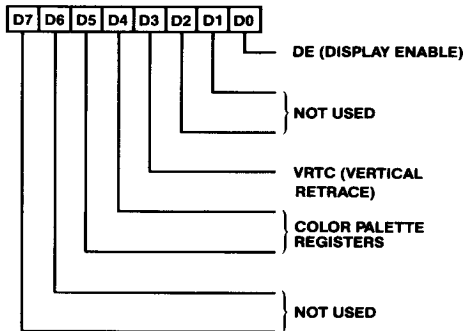 D7 D6 D5 D4 D3 D2 D1 D0
DE (DISPLAY ENABLE)
NOT USED
VRTC (VERTICAL
RETRACE)
COLOR PALETTE
REGISTERS
NOT USED